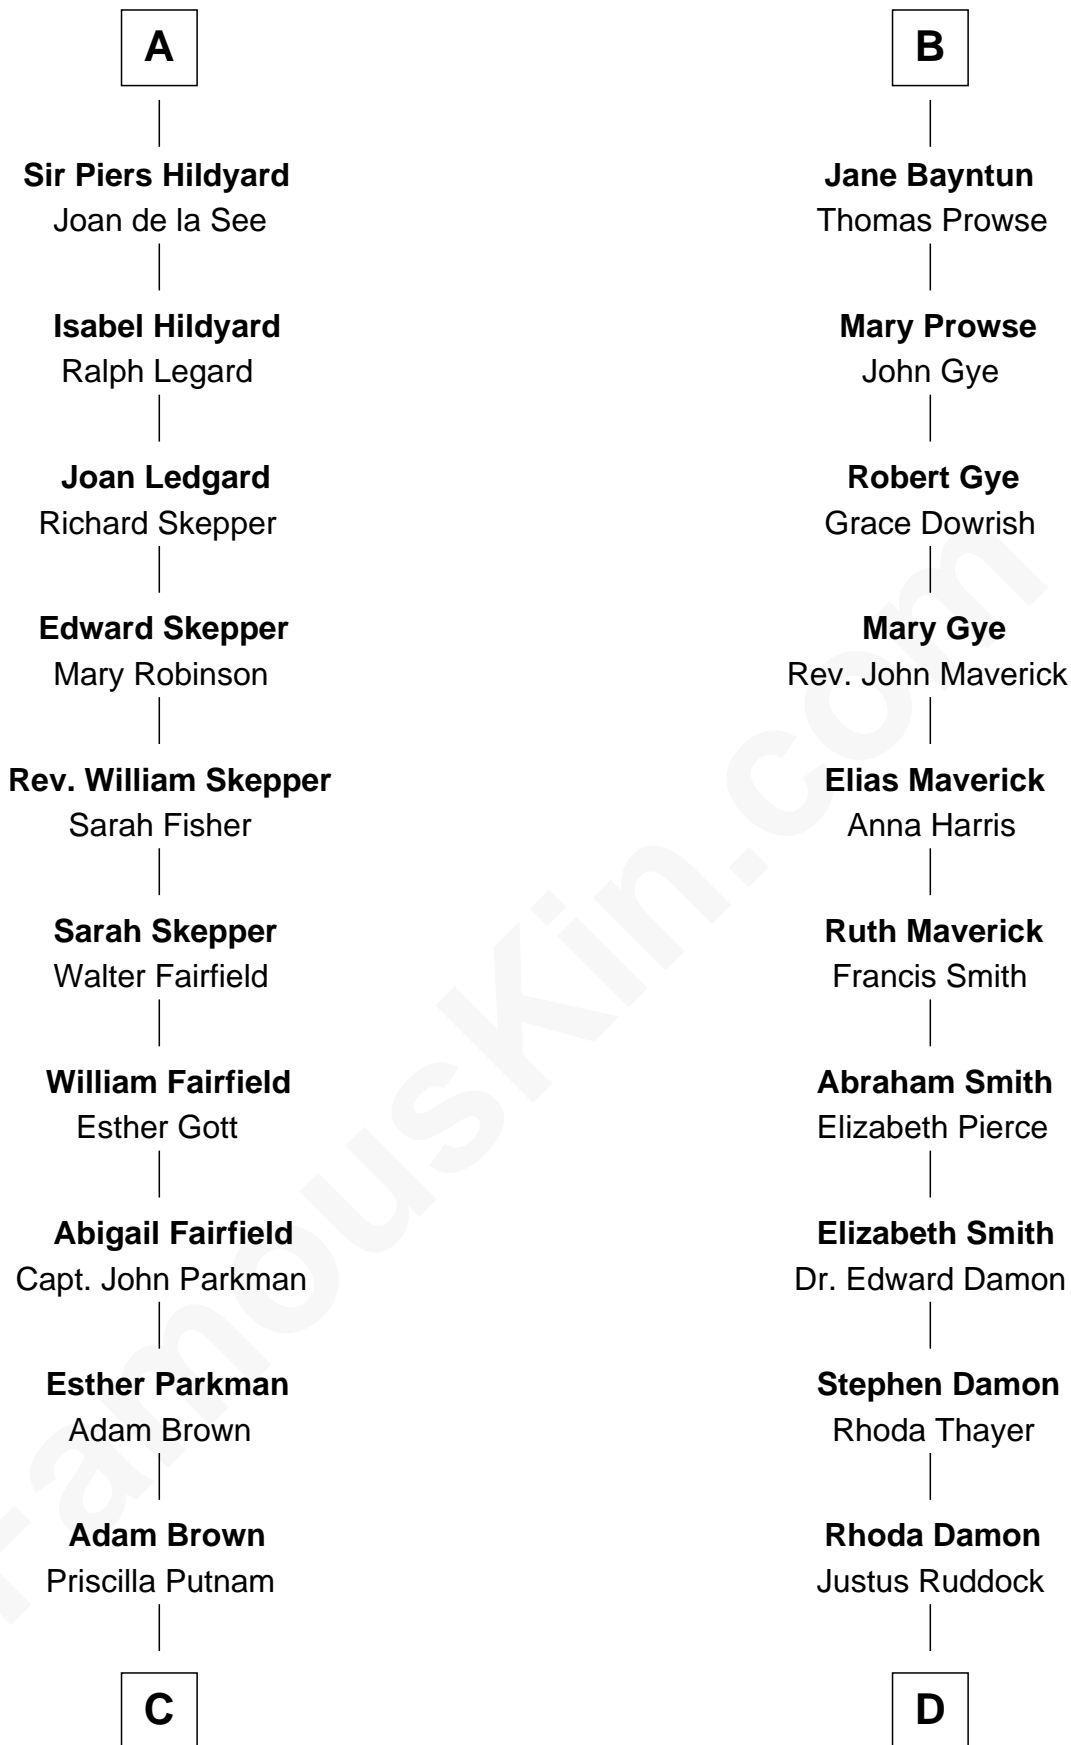 A
Sir Piers Hildyard
Joan de la See
Isabel Hildyard
Ralph Legard
Joan Ledgard
Richard Skepper
Edward Skepper
Mary Robinson
Rev. William Skepper
Sarah Fisher
Sarah Skepper
Walter Fairfield
William Fairfield
Esther Gott
Abigail Fairfield
Capt. John Parkman
Esther Parkman
Adam Brown
Adam Brown
Priscilla Putnam
C
B
Jane Bayntun
Thomas Prowse
Mary Prowse
John Gye
Robert Gye
Grace Dowrish
Mary Gye
Rev. John Maverick
Elias Maverick
Anna Harris
Ruth Maverick
Francis Smith
Abraham Smith
Elizabeth Pierce
Elizabeth Smith
Dr. Edward Damon
Stephen Damon
Rhoda Thayer
Rhoda Damon
Justus Ruddock
D
FamousKin.com